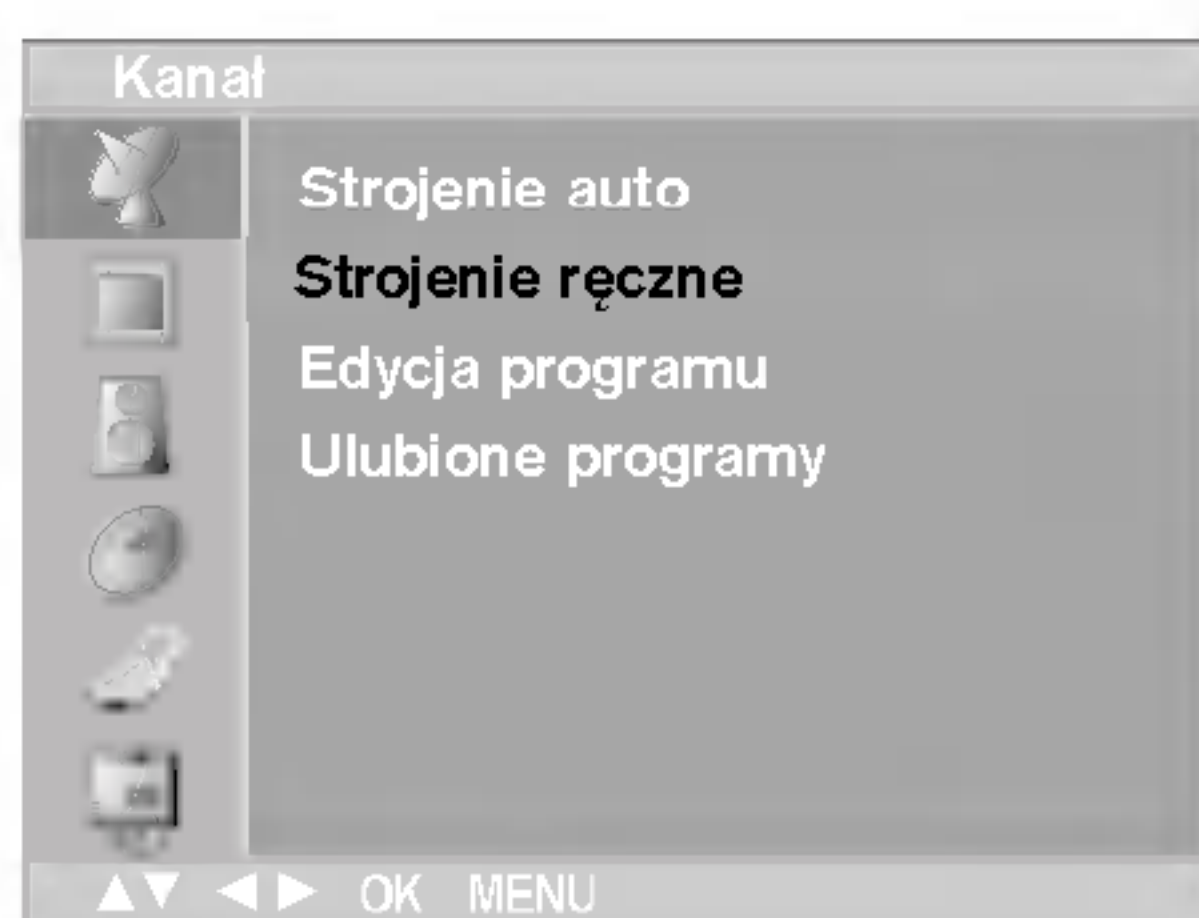 Kanał
Strojenie auto
Strojenie ręczne
Edycja programu
Ulubione programy
▲▼ ◀▶ OK MENU